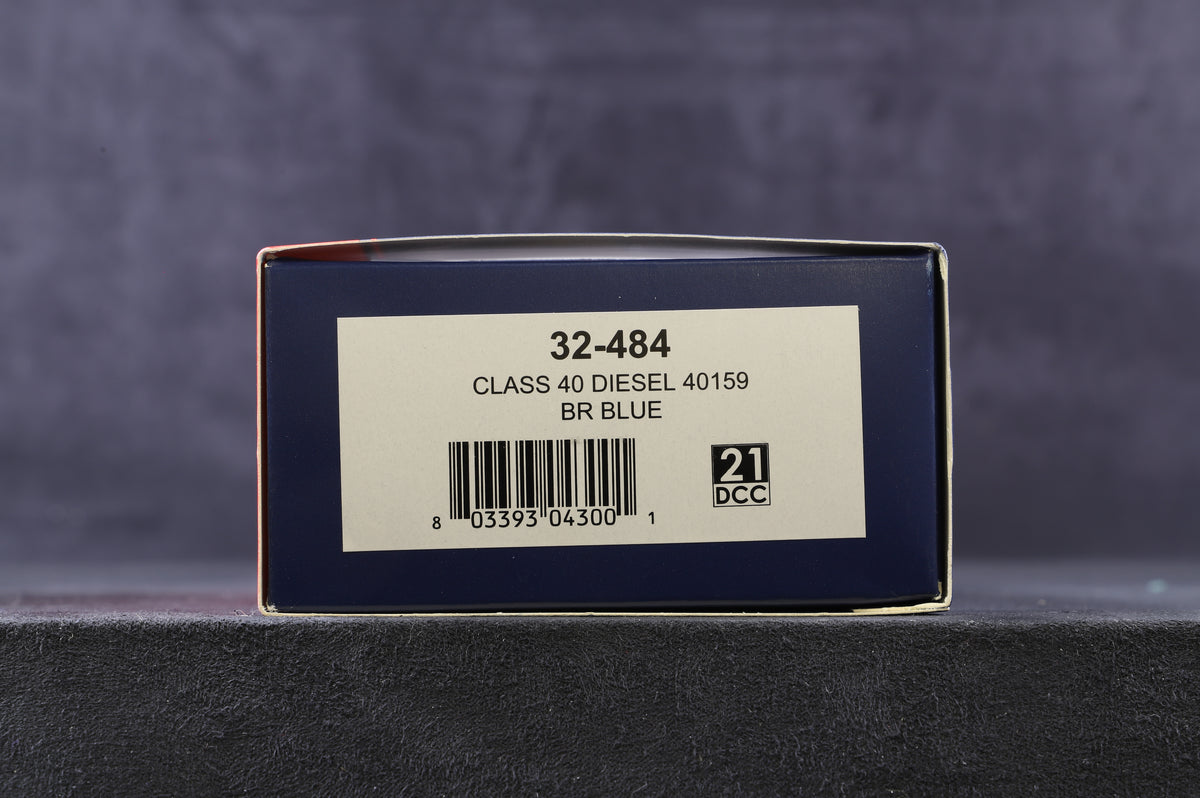 32-484
CLASS 40 DIESEL 40159
BR BLUE
21
DCC
8 03393 04300 1